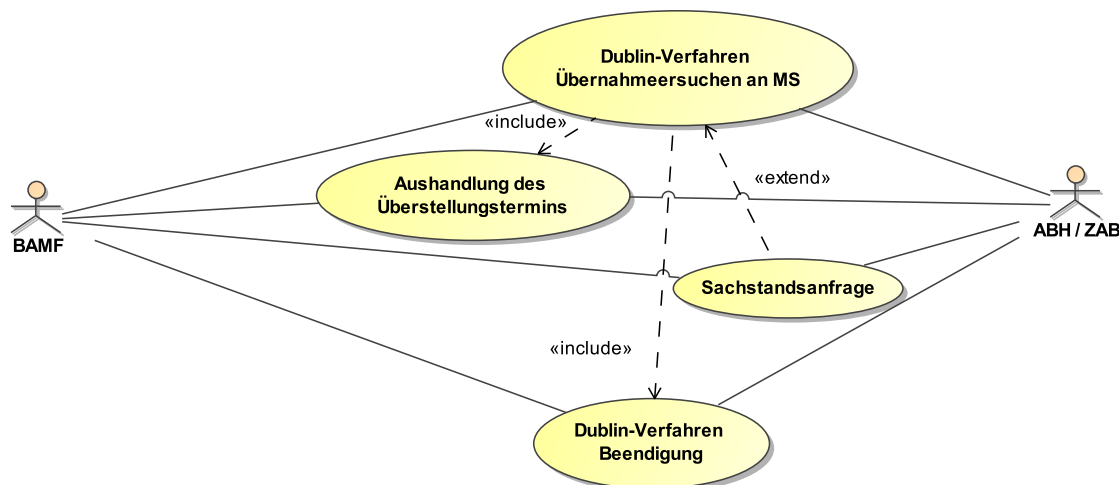 Dublin-Verfahren
Übernahmeersuchen an MS
«include»
Aushandlung des
Überstellungstermins
«extend»
BAMF
ABH / ZAB
Sachstandsanfrage
«include»
Dublin-Verfahren
Beendigung